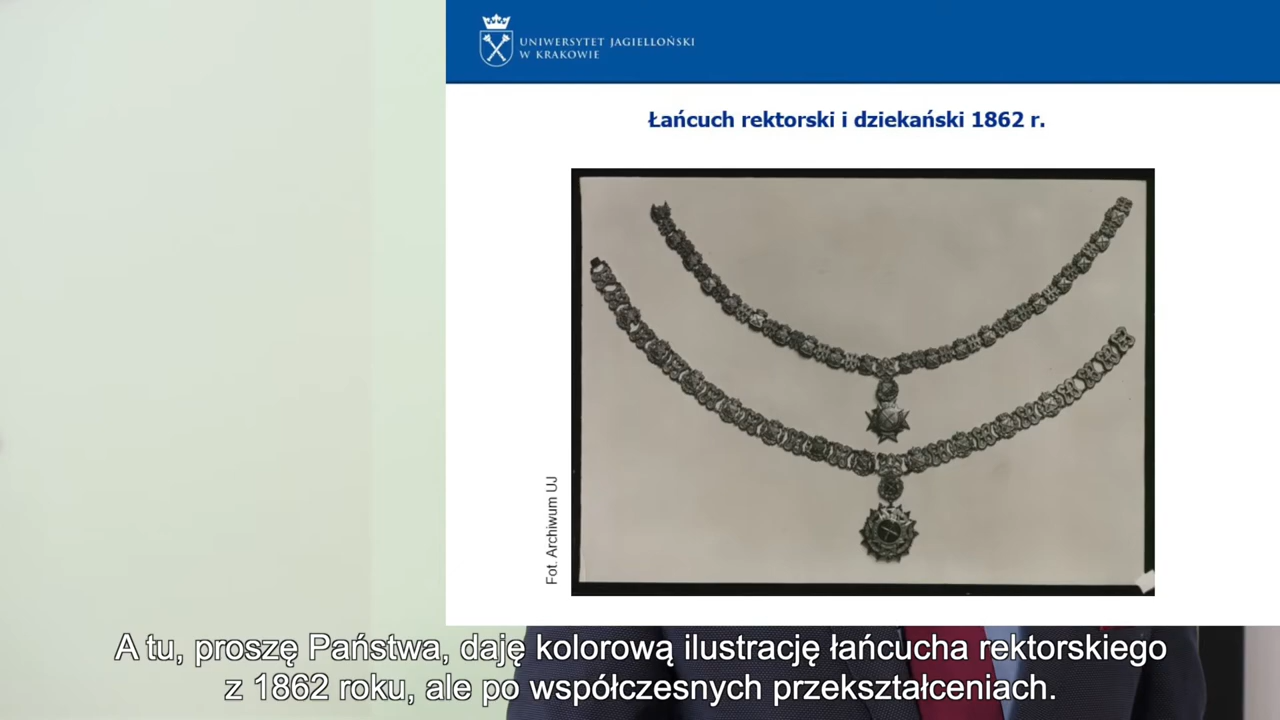 UNIWERSYTET JAGIELLOŃSKI
W KRAKOWIE
Łańcuch rektorski i dziekański 1862 r.
Fot. Archiwum UJ
A tu, proszę Państwa, daję kolorową ilustrację łańcucha rektorskiego
z 1862 roku, ale po współczesnych przekształceniach.